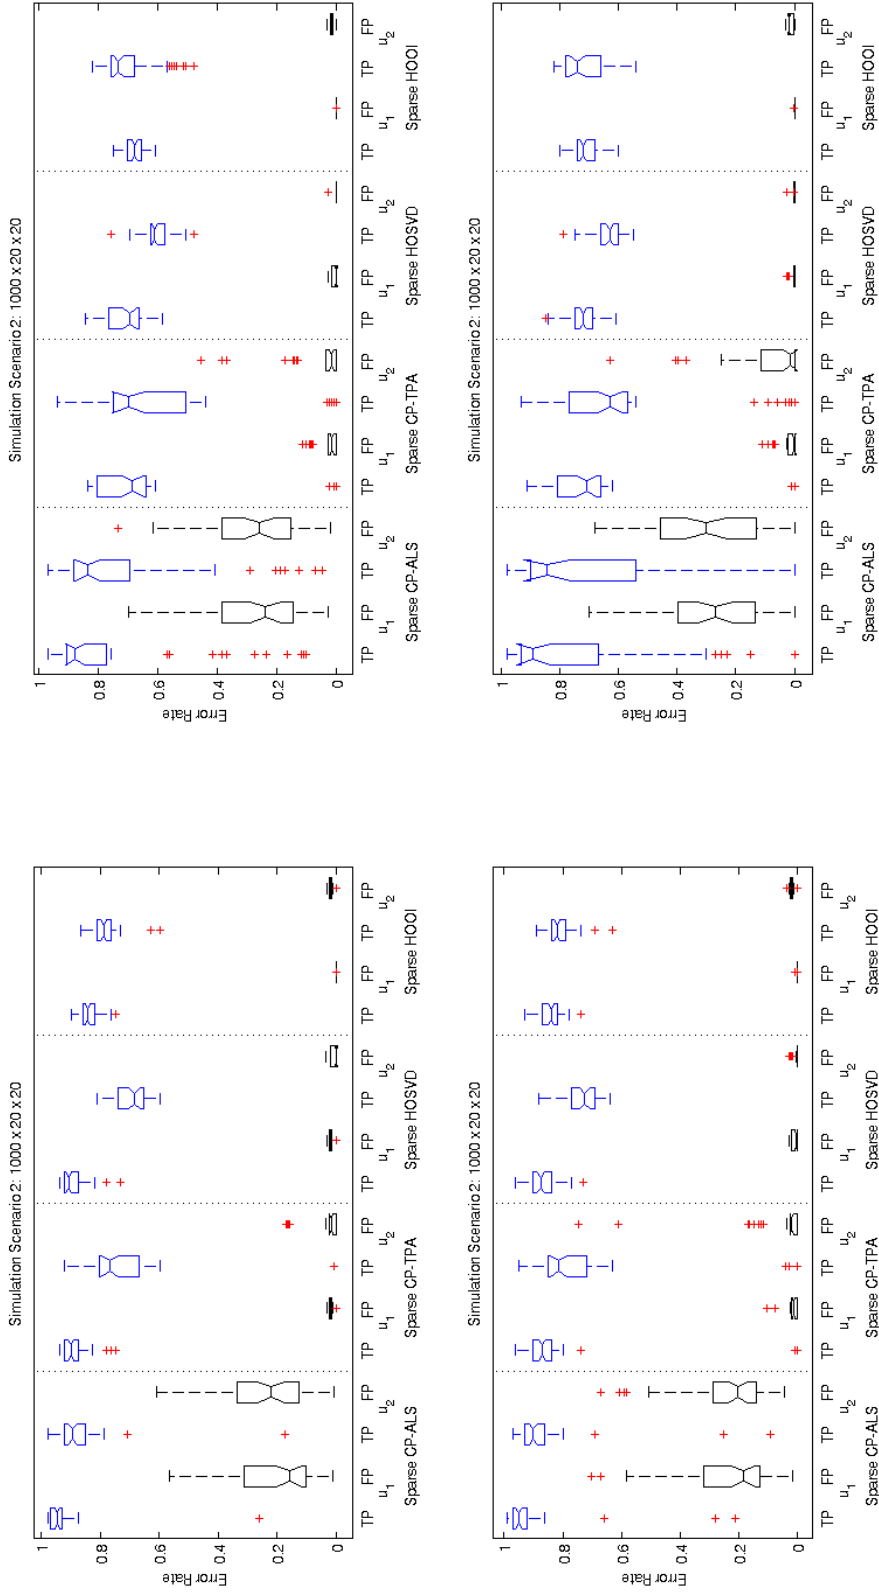 Simulation Scenario 2: 1000 x 20 x 20
1
0.8
0.6
0.4
0.2
0
Error Rate
TP FP TP FP TP FP TP FP TP FP TP FP TP FP TP FP
u1 u2 u1 u2 u1 u2 u1 u2
Sparse CP-ALS Sparse CP-TPA Sparse HOSVD Sparse HOOI
Simulation Scenario 2: 1000 x 20 x 20
1
0.8
0.6
0.4
0.2
0
Error Rate
TP FP TP FP TP FP TP FP TP FP TP FP TP FP TP FP
u1 u2 u1 u2 u1 u2 u1 u2
Sparse CP-ALS Sparse CP-TPA Sparse HOSVD Sparse HOOI
Simulation Scenario 2: 1000 x 20 x 20
1
0.8
0.6
0.4
0.2
0
Error Rate
TP FP TP FP TP FP TP FP TP FP TP FP TP FP TP FP
u1 u2 u1 u2 u1 u2 u1 u2
Sparse CP-ALS Sparse CP-TPA Sparse HOSVD Sparse HOOI
Simulation Scenario 2: 1000 x 20 x 20
1
0.8
0.6
0.4
0.2
0
Error Rate
TP FP TP FP TP FP TP FP TP FP TP FP TP FP TP FP
u1 u2 u1 u2 u1 u2 u1 u2
Sparse CP-ALS Sparse CP-TPA Sparse HOSVD Sparse HOOI